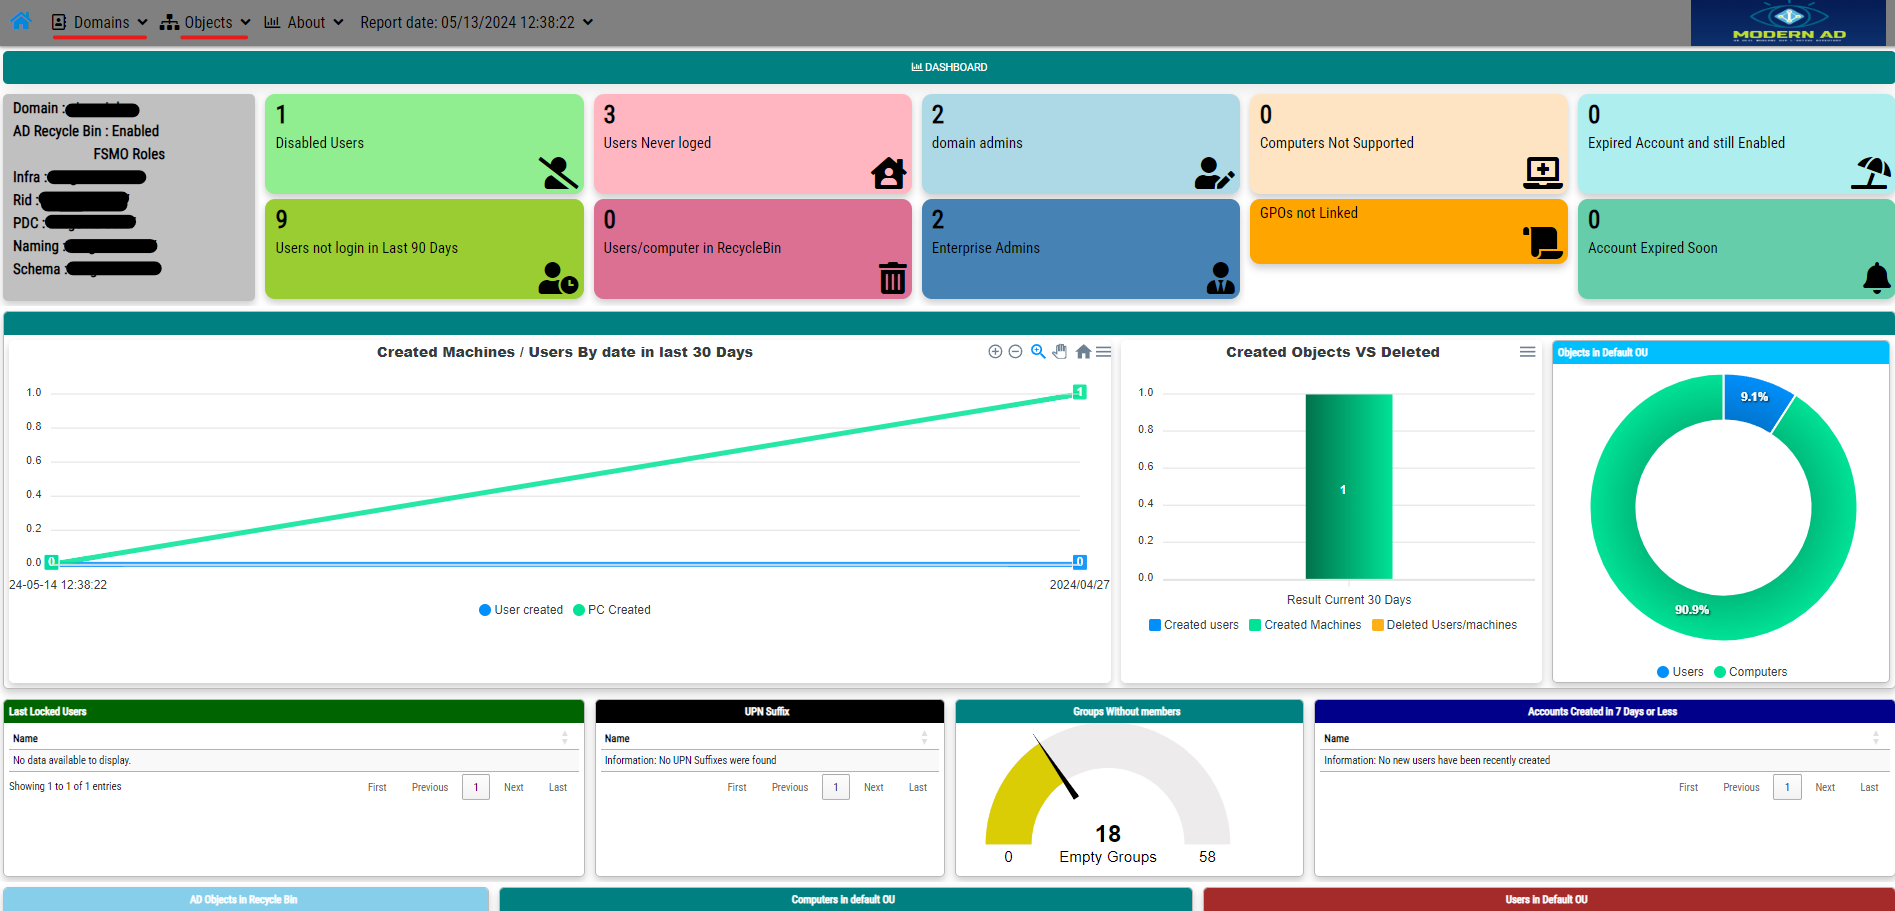 Domains Objects About Report date: 05/13/2024 12:38:22
MODERN AD
DASHBOARD
Domain :
AD Recycle Bin : Enabled
FSMO Roles
Infra :
Rid :
PDC :
Naming :
Schema :
1
Disabled Users
3
Users Never loged
2
domain admins
0
Computers Not Supported
0
Expired Account and still Enabled
9
Users not login in Last 90 Days
0
Users/computer in RecycleBin
2
Enterprise Admins
GPOs not Linked
0
Account Expired Soon
Created Machines / Users By date in last 30 Days
1.0
0.8
0.6
0.4
0.2
0.0
0
1
0
24-05-14 12:38:22
2024/04/27
User created PC Created
Created Objects VS Deleted
1.0
0.8
0.6
0.4
0.2
0.0
1
Result Current 30 Days
Created users Created Machines Deleted Users/machines
Objects in Default OU
9.1%
90.9%
Users Computers
Last Locked Users
Name
No data available to display.
Showing 1 to 1 of 1 entries
First Previous 1 Next Last
UPN Suffix
Name
Information: No UPN Suffixes were found
First Previous 1 Next Last
Groups Without members
18
0 Empty Groups 58
Accounts Created in 7 Days or Less
Name
Information: No new users have been recently created
First Previous 1 Next Last
AD Objects in Recycle Bin
Computers in default OU
Users in Default OU